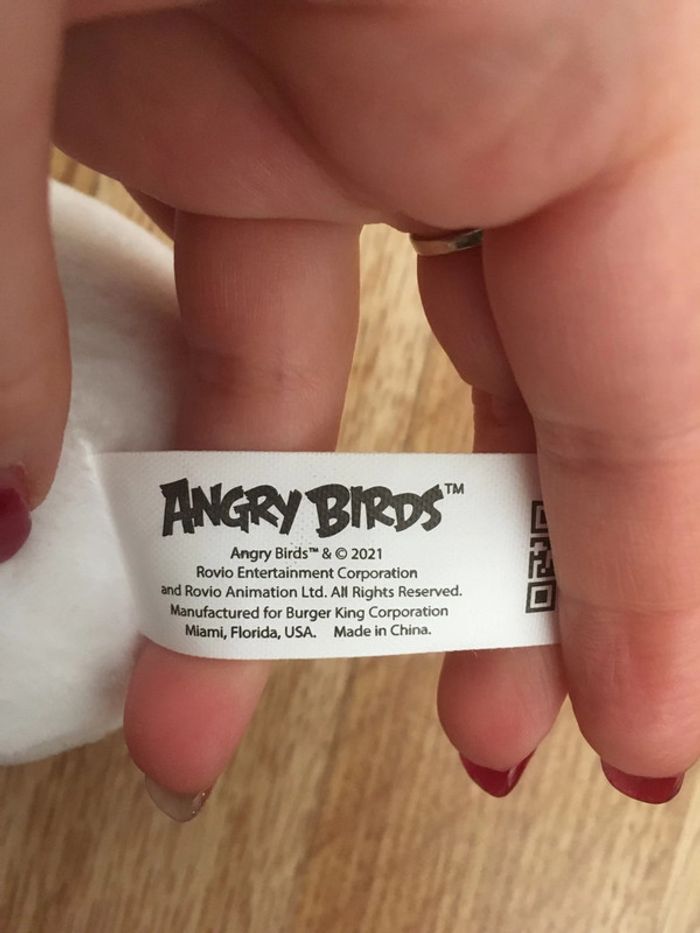 ANGRY BIRDS™
Angry Birds™ & © 2021
Rovio Entertainment Corporation
and Rovio Animation Ltd. All Rights Reserved.
Manufactured for Burger King Corporation
Miami, Florida, USA. Made in China.